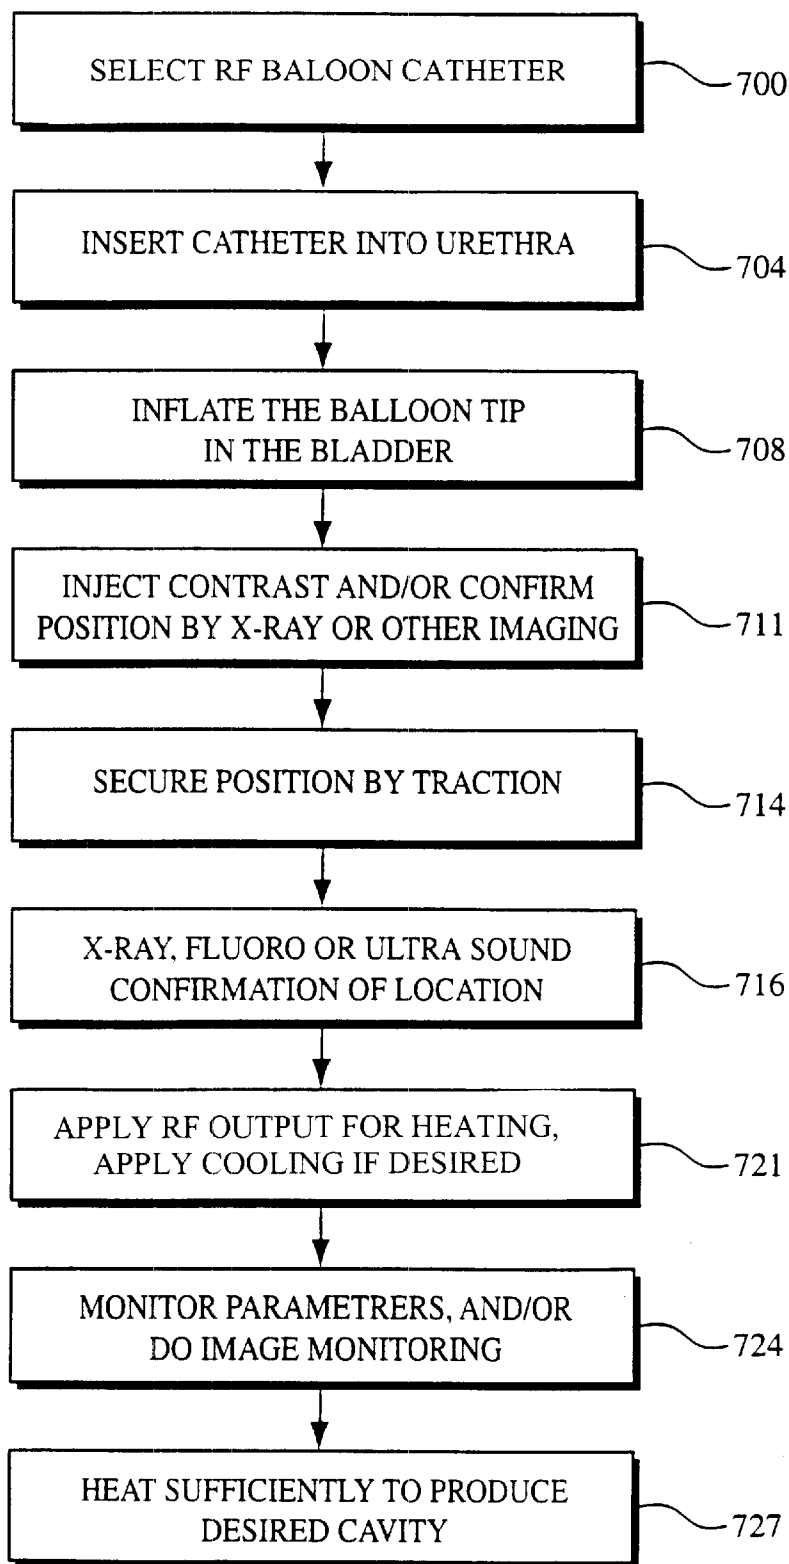 SELECT RF BALOON CATHETER
700
INSERT CATHETER INTO URETHRA
704
INFLATE THE BALLOON TIP
IN THE BLADDER
708
INJECT CONTRAST AND/OR CONFIRM
POSITION BY X-RAY OR OTHER IMAGING
711
SECURE POSITION BY TRACTION
714
X-RAY, FLUORO OR ULTRA SOUND
CONFIRMATION OF LOCATION
716
APPLY RF OUTPUT FOR HEATING,
APPLY COOLING IF DESIRED
721
MONITOR PARAMETRERS, AND/OR
DO IMAGE MONITORING
724
HEAT SUFFICIENTLY TO PRODUCE
DESIRED CAVITY
727